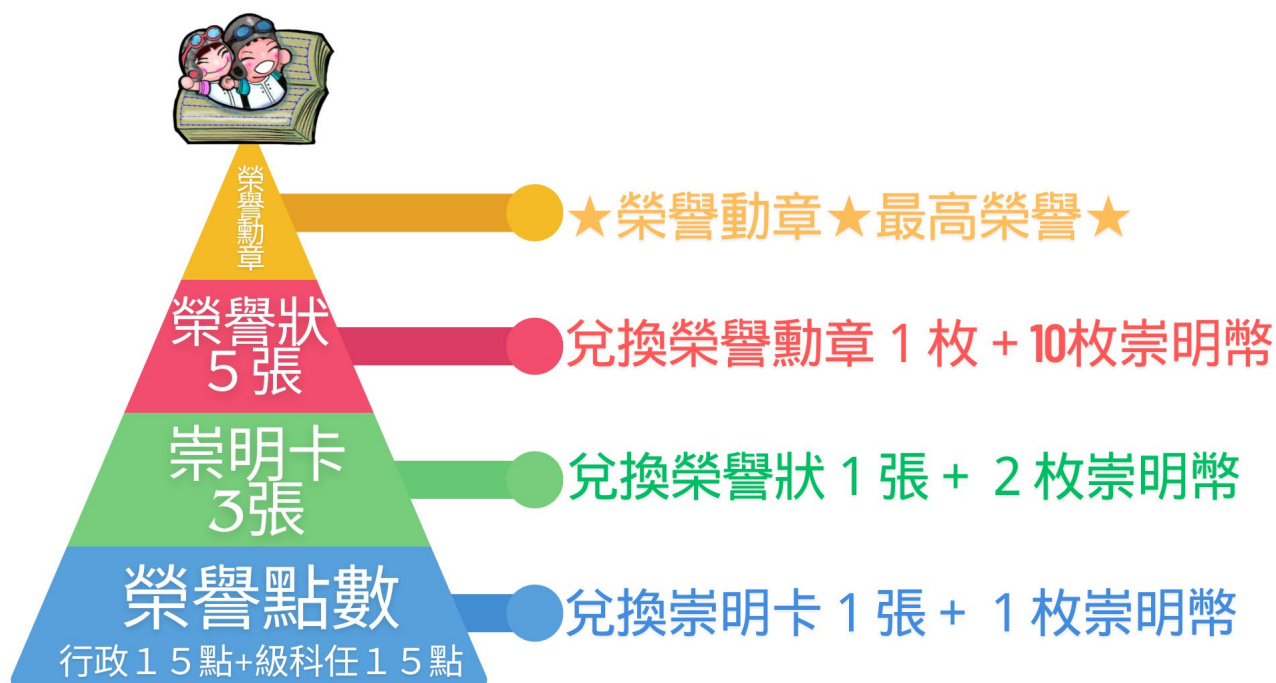 榮譽勳章
★榮譽動章★最高榮譽★
榮譽狀
５張
兌換榮譽勳章 1 枚 + 10枚崇明幣
崇明卡
3張
兌換榮譽狀 1 張 + 2 枚崇明幣
榮譽點數
行政１５點+級科任１５點
兌換崇明卡 1 張 + 1 枚崇明幣